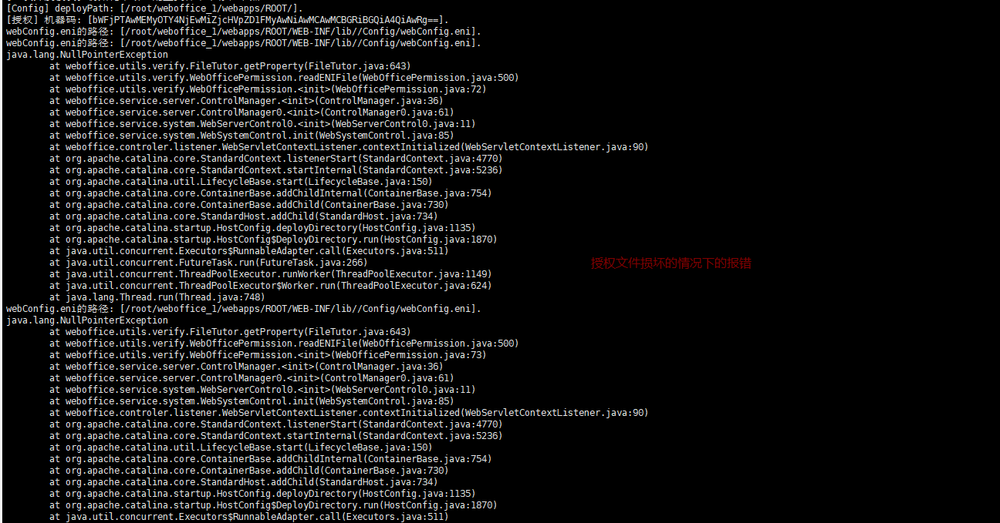 [Config] deployPath: [/root/weboffice_1/webapps/ROOT/].
[授权] 机器码: [bWFjPTAwMEMyOTY4NjEwMiZjcHVpZD1FMyAwNiAwMCAwMCBGRiBGQiA4QiAwRg==].
webConfig.eni的路径: [/root/weboffice_1/webapps/ROOT/WEB-INF/lib//Config/webConfig.eni].
webConfig.eni的路径: [/root/weboffice_1/webapps/ROOT/WEB-INF/lib//Config/webConfig.eni].
java.lang.NullPointerException
at weboffice.utils.verify.FileTutor.getProperty(FileTutor.java:643)
at weboffice.utils.verify.WebOfficePermission.readENIFile(WebOfficePermission.java:500)
at weboffice.utils.verify.WebOfficePermission.<init>(WebOfficePermission.java:72)
at weboffice.service.server.ControlManager.<init>(ControlManager.java:36)
at weboffice.service.server.ControlManager0.<init>(ControlManager0.java:61)
at weboffice.service.system.WebServerControl0.<init>(WebServerControl0.java:11)
at weboffice.service.system.WebSystemControl.init(WebSystemControl.java:85)
at weboffice.controler.listener.WebServletContextListener.contextInitialized(WebServletContextListener.java:90)
at org.apache.catalina.core.StandardContext.listenerStart(StandardContext.java:4770)
at org.apache.catalina.core.StandardContext.startInternal(StandardContext.java:5236)
at org.apache.catalina.util.LifecycleBase.start(LifecycleBase.java:150)
at org.apache.catalina.core.ContainerBase.addChildInternal(ContainerBase.java:754)
at org.apache.catalina.core.ContainerBase.addChild(ContainerBase.java:730)
at org.apache.catalina.core.StandardHost.addChild(StandardHost.java:734)
at org.apache.catalina.startup.HostConfig.deployDirectory(HostConfig.java:1135)
at org.apache.catalina.startup.HostConfig$DeployDirectory.run(HostConfig.java:1870)
at java.util.concurrent.Executors$RunnableAdapter.call(Executors.java:511)
at java.util.concurrent.FutureTask.run(FutureTask.java:266)
授权文件损坏的情况下的报错
at java.util.concurrent.ThreadPoolExecutor.runWorker(ThreadPoolExecutor.java:1149)
at java.util.concurrent.ThreadPoolExecutor$Worker.run(ThreadPoolExecutor.java:624)
at java.lang.Thread.run(Thread.java:748)
webConfig.eni的路径: [/root/weboffice_1/webapps/ROOT/WEB-INF/lib//Config/webConfig.eni].
java.lang.NullPointerException
at weboffice.utils.verify.FileTutor.getProperty(FileTutor.java:643)
at weboffice.utils.verify.WebOfficePermission.readENIFile(WebOfficePermission.java:500)
at weboffice.utils.verify.WebOfficePermission.<init>(WebOfficePermission.java:73)
at weboffice.service.server.ControlManager.<init>(ControlManager.java:36)
at weboffice.service.server.ControlManager0.<init>(ControlManager0.java:61)
at weboffice.service.system.WebServerControl0.<init>(WebServerControl0.java:11)
at weboffice.service.system.WebSystemControl.init(WebSystemControl.java:85)
at weboffice.controler.listener.WebServletContextListener.contextInitialized(WebServletContextListener.java:90)
at org.apache.catalina.core.StandardContext.listenerStart(StandardContext.java:4770)
at org.apache.catalina.core.StandardContext.startInternal(StandardContext.java:5236)
at org.apache.catalina.util.LifecycleBase.start(LifecycleBase.java:150)
at org.apache.catalina.core.ContainerBase.addChildInternal(ContainerBase.java:754)
at org.apache.catalina.core.ContainerBase.addChild(ContainerBase.java:730)
at org.apache.catalina.core.StandardHost.addChild(StandardHost.java:734)
at org.apache.catalina.startup.HostConfig.deployDirectory(HostConfig.java:1135)
at org.apache.catalina.startup.HostConfig$DeployDirectory.run(HostConfig.java:1870)
at java.util.concurrent.Executors$RunnableAdapter.call(Executors.java:511)